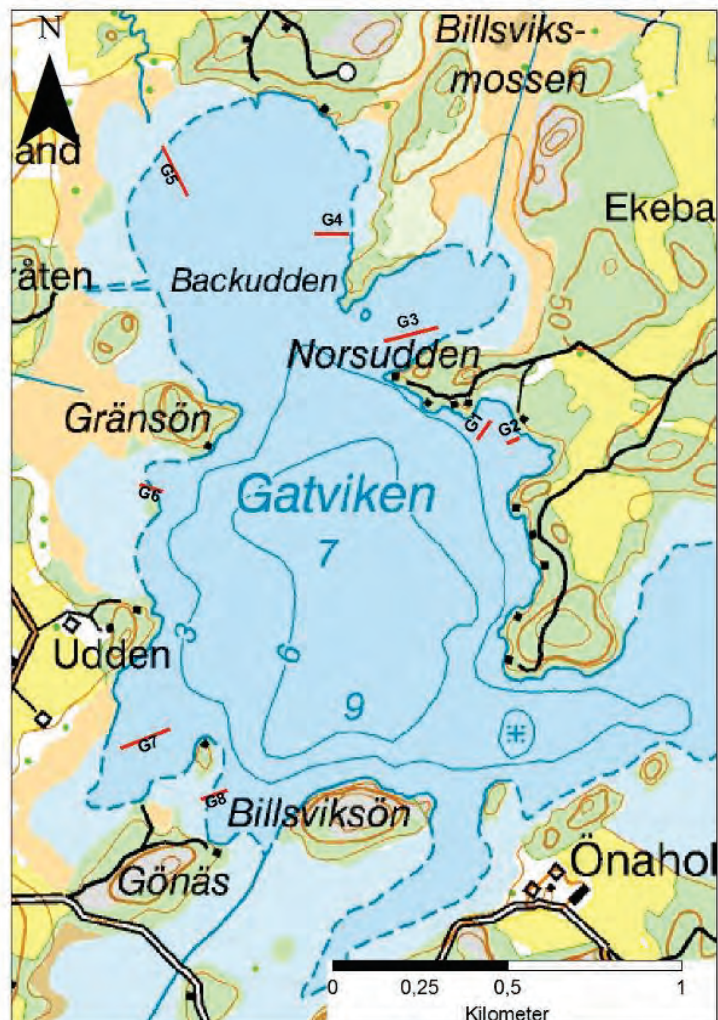 N
Billsviks-
mossen
and
G5
G4
Ekeba
råten
Backudden
50
G3
Norsudden
Gränsön
G1
G2
G6
Gatviken
7
3
6
Udden
9
G7
G8
Billsviksön
Gönäs
Önahol
0 0,25 0,5 1
Kilometer